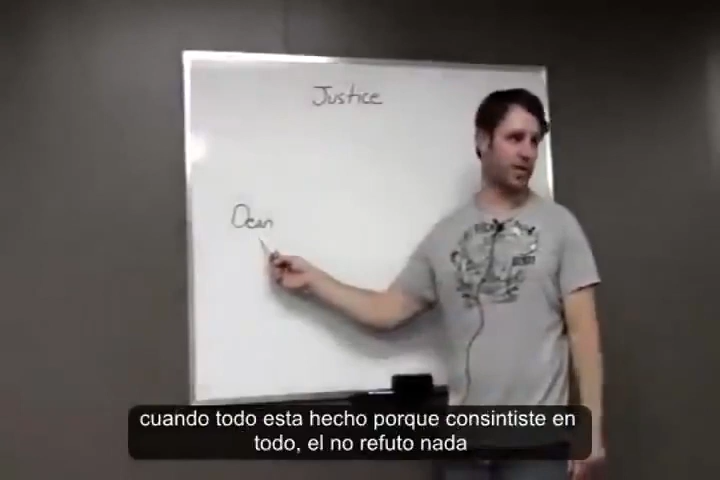 Justice
Dean
cuando todo esta hecho porque consintiste en
todo, el no refuto nada